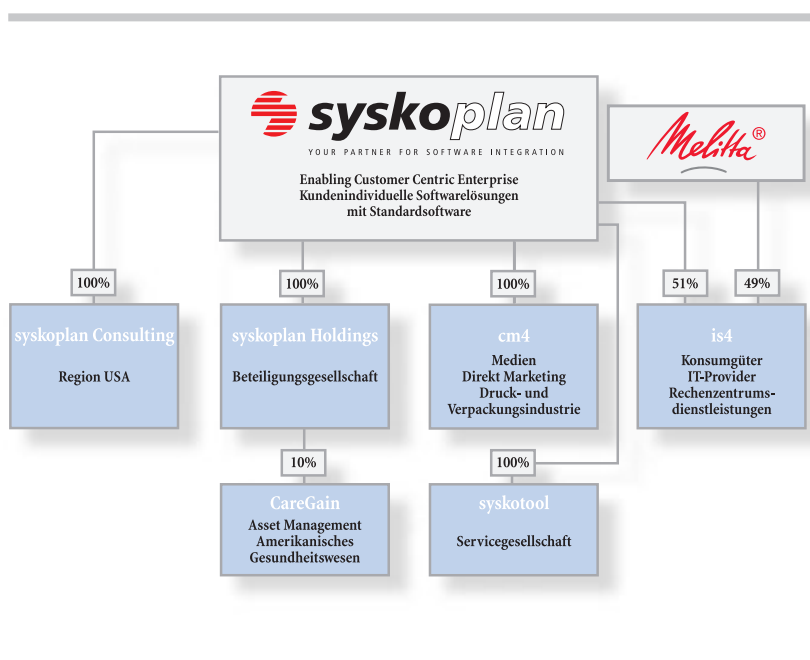 syskoplan
YOUR PARTNER FOR SOFTWARE INTEGRATION
Enabling Customer Centric Enterprise
Kundenindividuelle Softwarelösungen
mit Standardsoftware
Melitta®
100%
100%
100%
51%
49%
syskoplan Consulting
Region USA
syskoplan Holdings
Beteiligungsgesellschaft
cm4
Medien
Direkt Marketing
Druck- und
Verpackungsindustrie
is4
Konsumgüter
IT-Provider
Rechenzentrums-
dienstleistungen
10%
100%
CareGain
Asset Management
Amerikanisches
Gesundheitswesen
syskotool
Servicegesellschaft